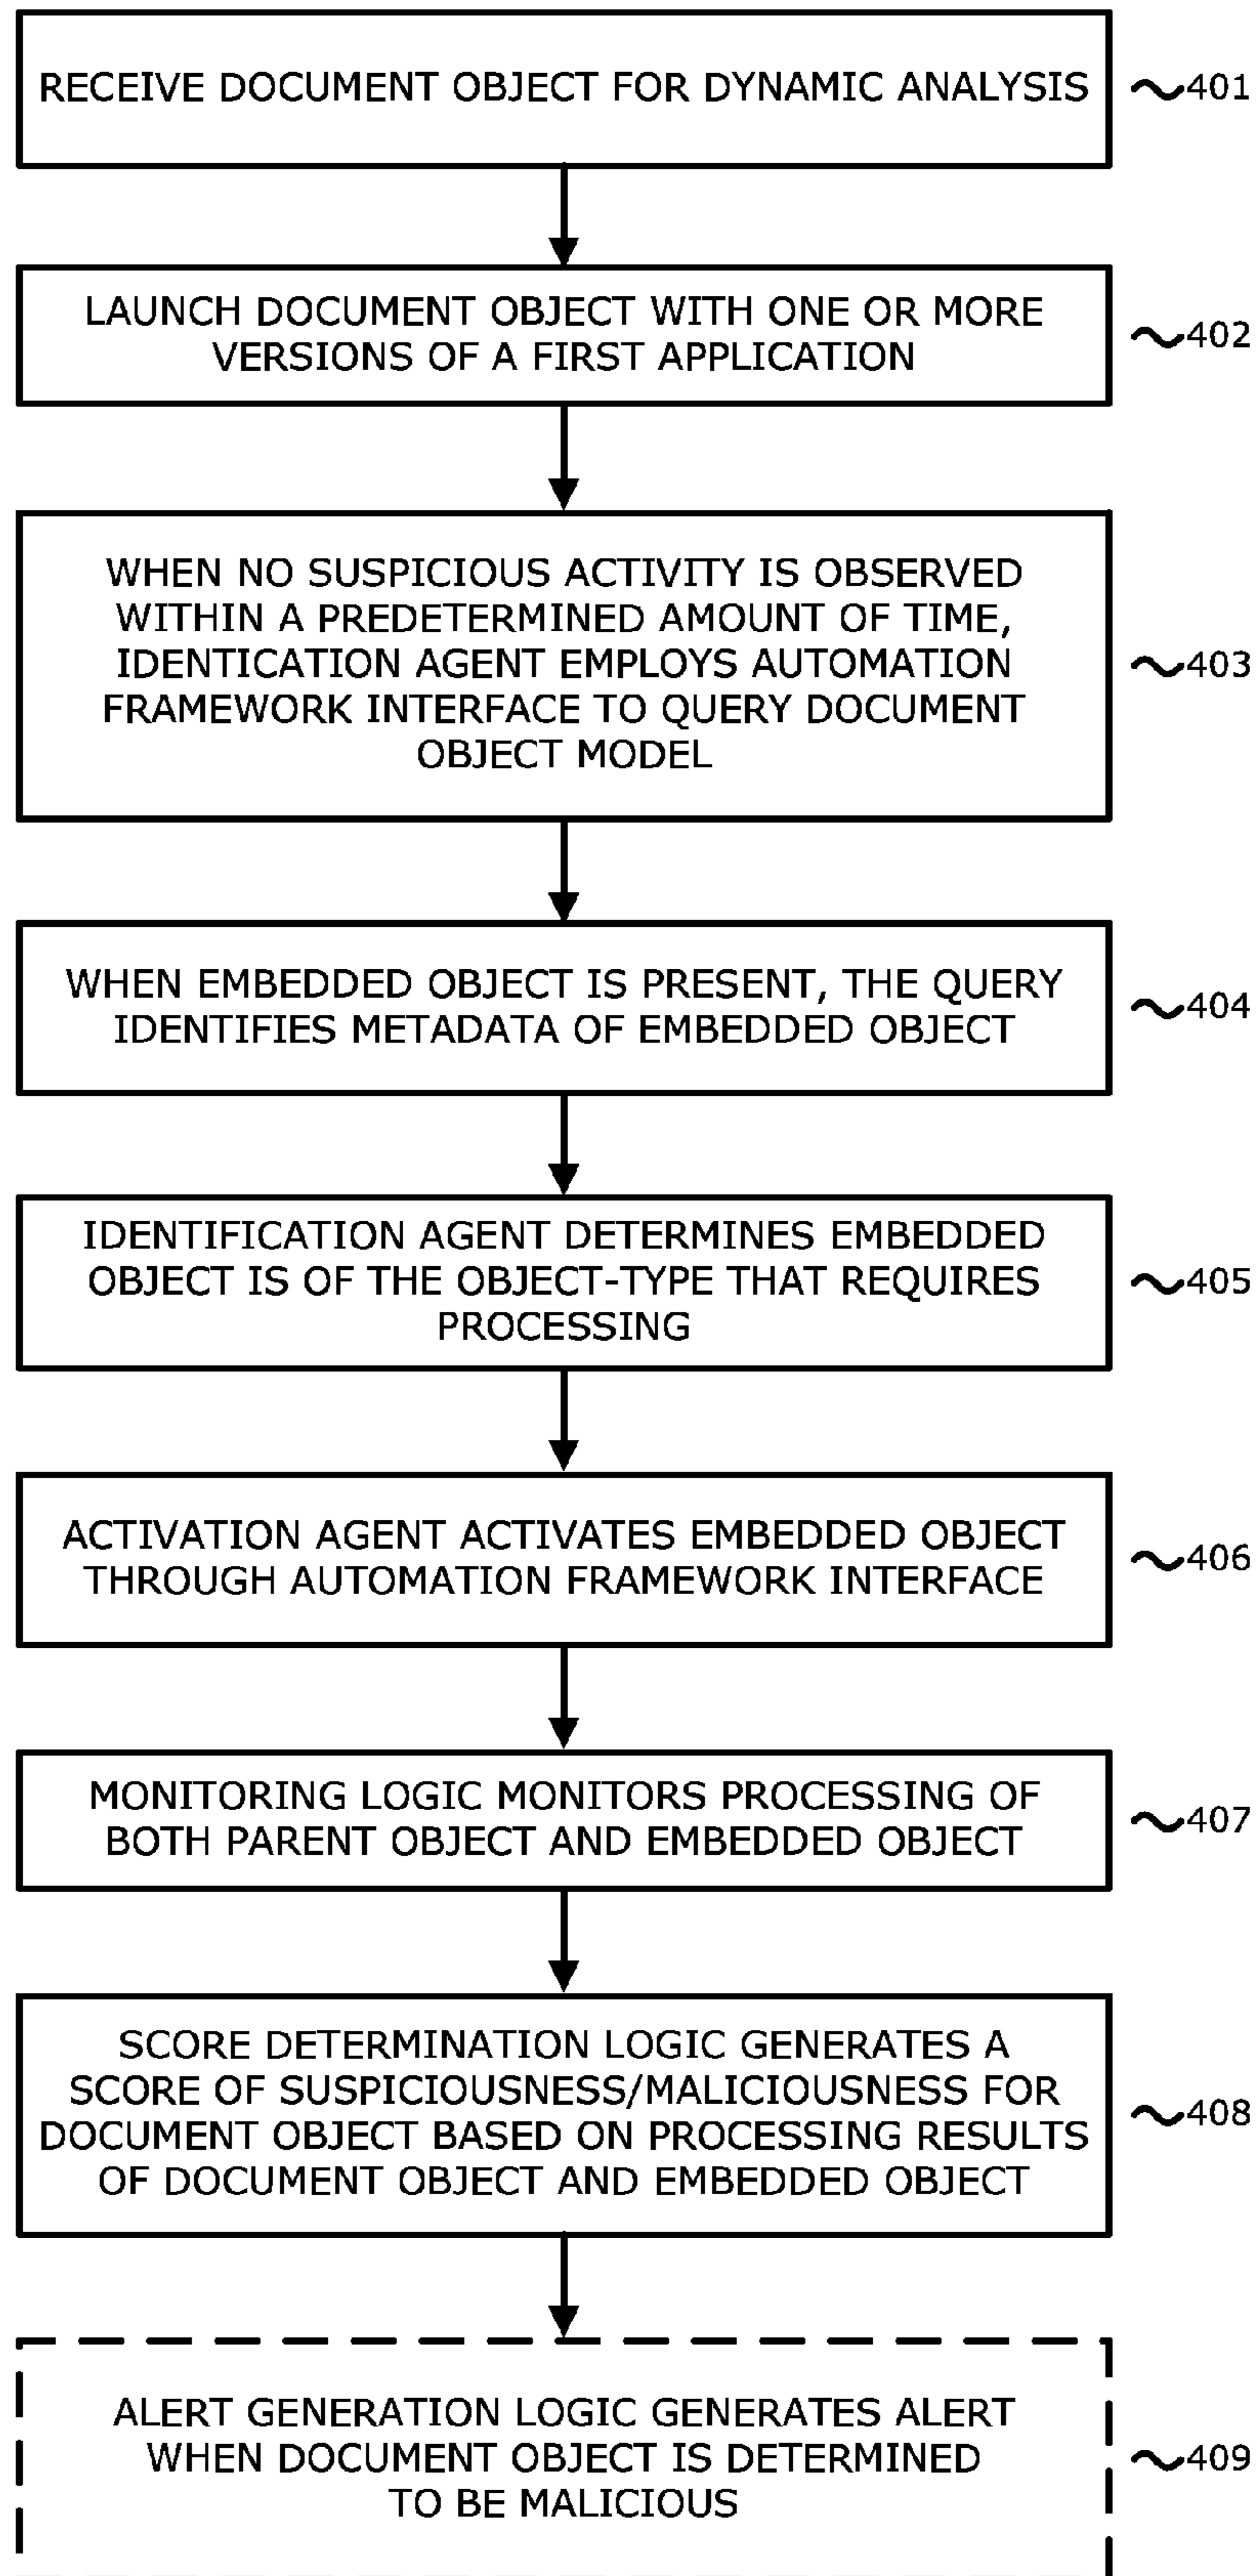 RECEIVE DOCUMENT OBJECT FOR DYNAMIC ANALYSIS
401
LAUNCH DOCUMENT OBJECT WITH ONE OR MORE
VERSIONS OF A FIRST APPLICATION
402
WHEN NO SUSPICIOUS ACTIVITY IS OBSERVED
WITHIN A PREDETERMINED AMOUNT OF TIME,
IDENTICATION AGENT EMPLOYS AUTOMATION
FRAMEWORK INTERFACE TO QUERY DOCUMENT
OBJECT MODEL
403
WHEN EMBEDDED OBJECT IS PRESENT, THE QUERY
IDENTIFIES METADATA OF EMBEDDED OBJECT
404
IDENTIFICATION AGENT DETERMINES EMBEDDED
OBJECT IS OF THE OBJECT-TYPE THAT REQUIRES
PROCESSING
405
ACTIVATION AGENT ACTIVATES EMBEDDED OBJECT
THROUGH AUTOMATION FRAMEWORK INTERFACE
406
MONITORING LOGIC MONITORS PROCESSING OF
BOTH PARENT OBJECT AND EMBEDDED OBJECT
407
SCORE DETERMINATION LOGIC GENERATES A
SCORE OF SUSPICIOUSNESS/MALICIOUSNESS FOR
DOCUMENT OBJECT BASED ON PROCESSING RESULTS
OF DOCUMENT OBJECT AND EMBEDDED OBJECT
408
ALERT GENERATION LOGIC GENERATES ALERT
WHEN DOCUMENT OBJECT IS DETERMINED
TO BE MALICIOUS
409